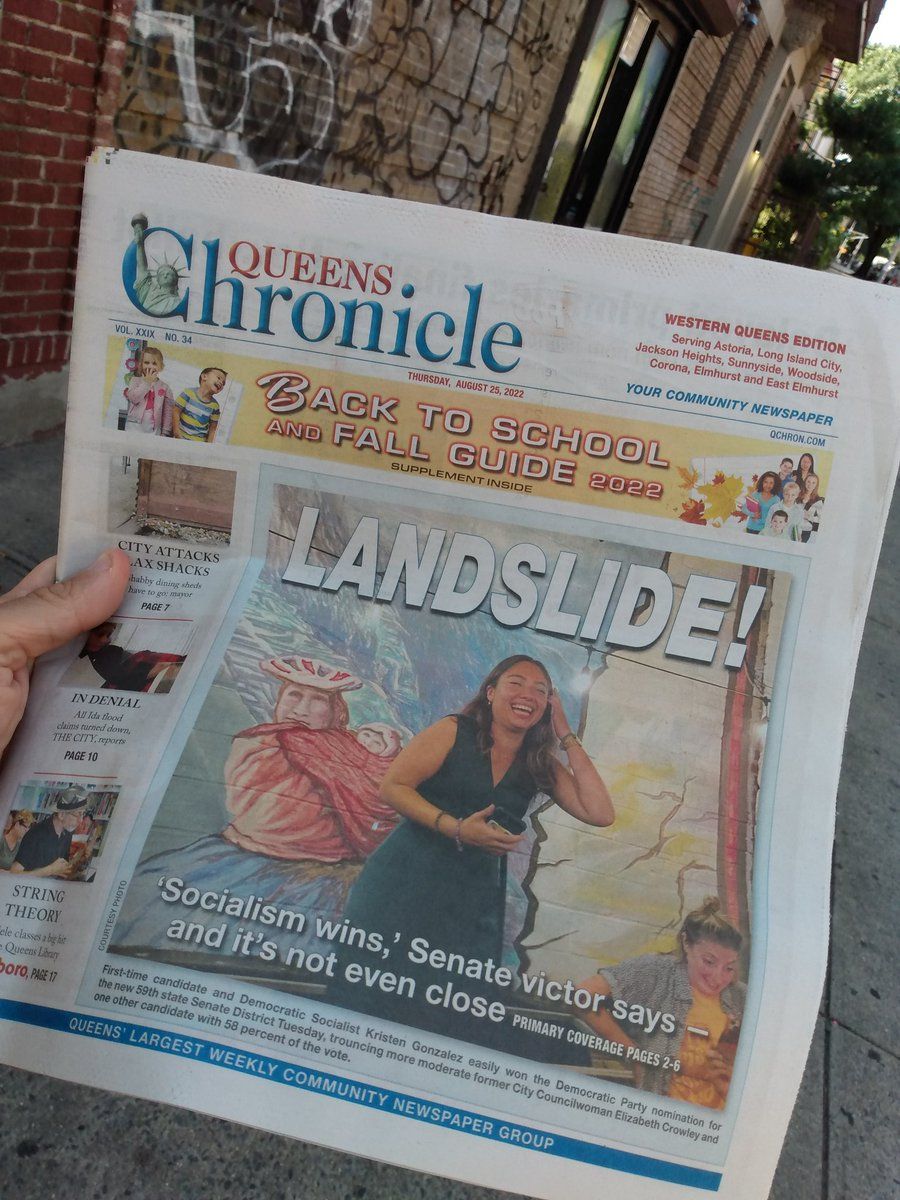 QUEENS
Chronicle
VOL. XXIX NO. 34
THURSDAY, AUGUST 25, 2022
WESTERN QUEENS EDITION
Serving Astoria, Long Island City,
Jackson Heights, Sunnyside, Woodside,
Corona, Elmhurst and East Elmhurst
YOUR COMMUNITY NEWSPAPER
QCHRON.COM
BACK TO SCHOOL
AND FALL GUIDE 2022
SUPPLEMENT INSIDE
CITY ATTACKS
LAX SHACKS
Shabby dining sheds
have to go: mayor
PAGE 7
IN DENIAL
All Ida flood
claims turned down,
THE CITY, reports
PAGE 10
STRING
THEORY
classes a big hit
Queens Library
PAGE 17
LANDSLIDE!
'Socialism wins,' Senate victor says –
and it's not even close PRIMARY COVERAGE PAGES 2-6
COURTESY PHOTO
First-time candidate and Democratic Socialist Kristen Gonzalez easily won the Democratic Party nomination for
the new 59th state Senate District Tuesday, trouncing more moderate former City Councilwoman Elizabeth Crowley and
one other candidate with 58 percent of the vote.
QUEENS' LARGEST WEEKLY COMMUNITY NEWSPAPER GROUP